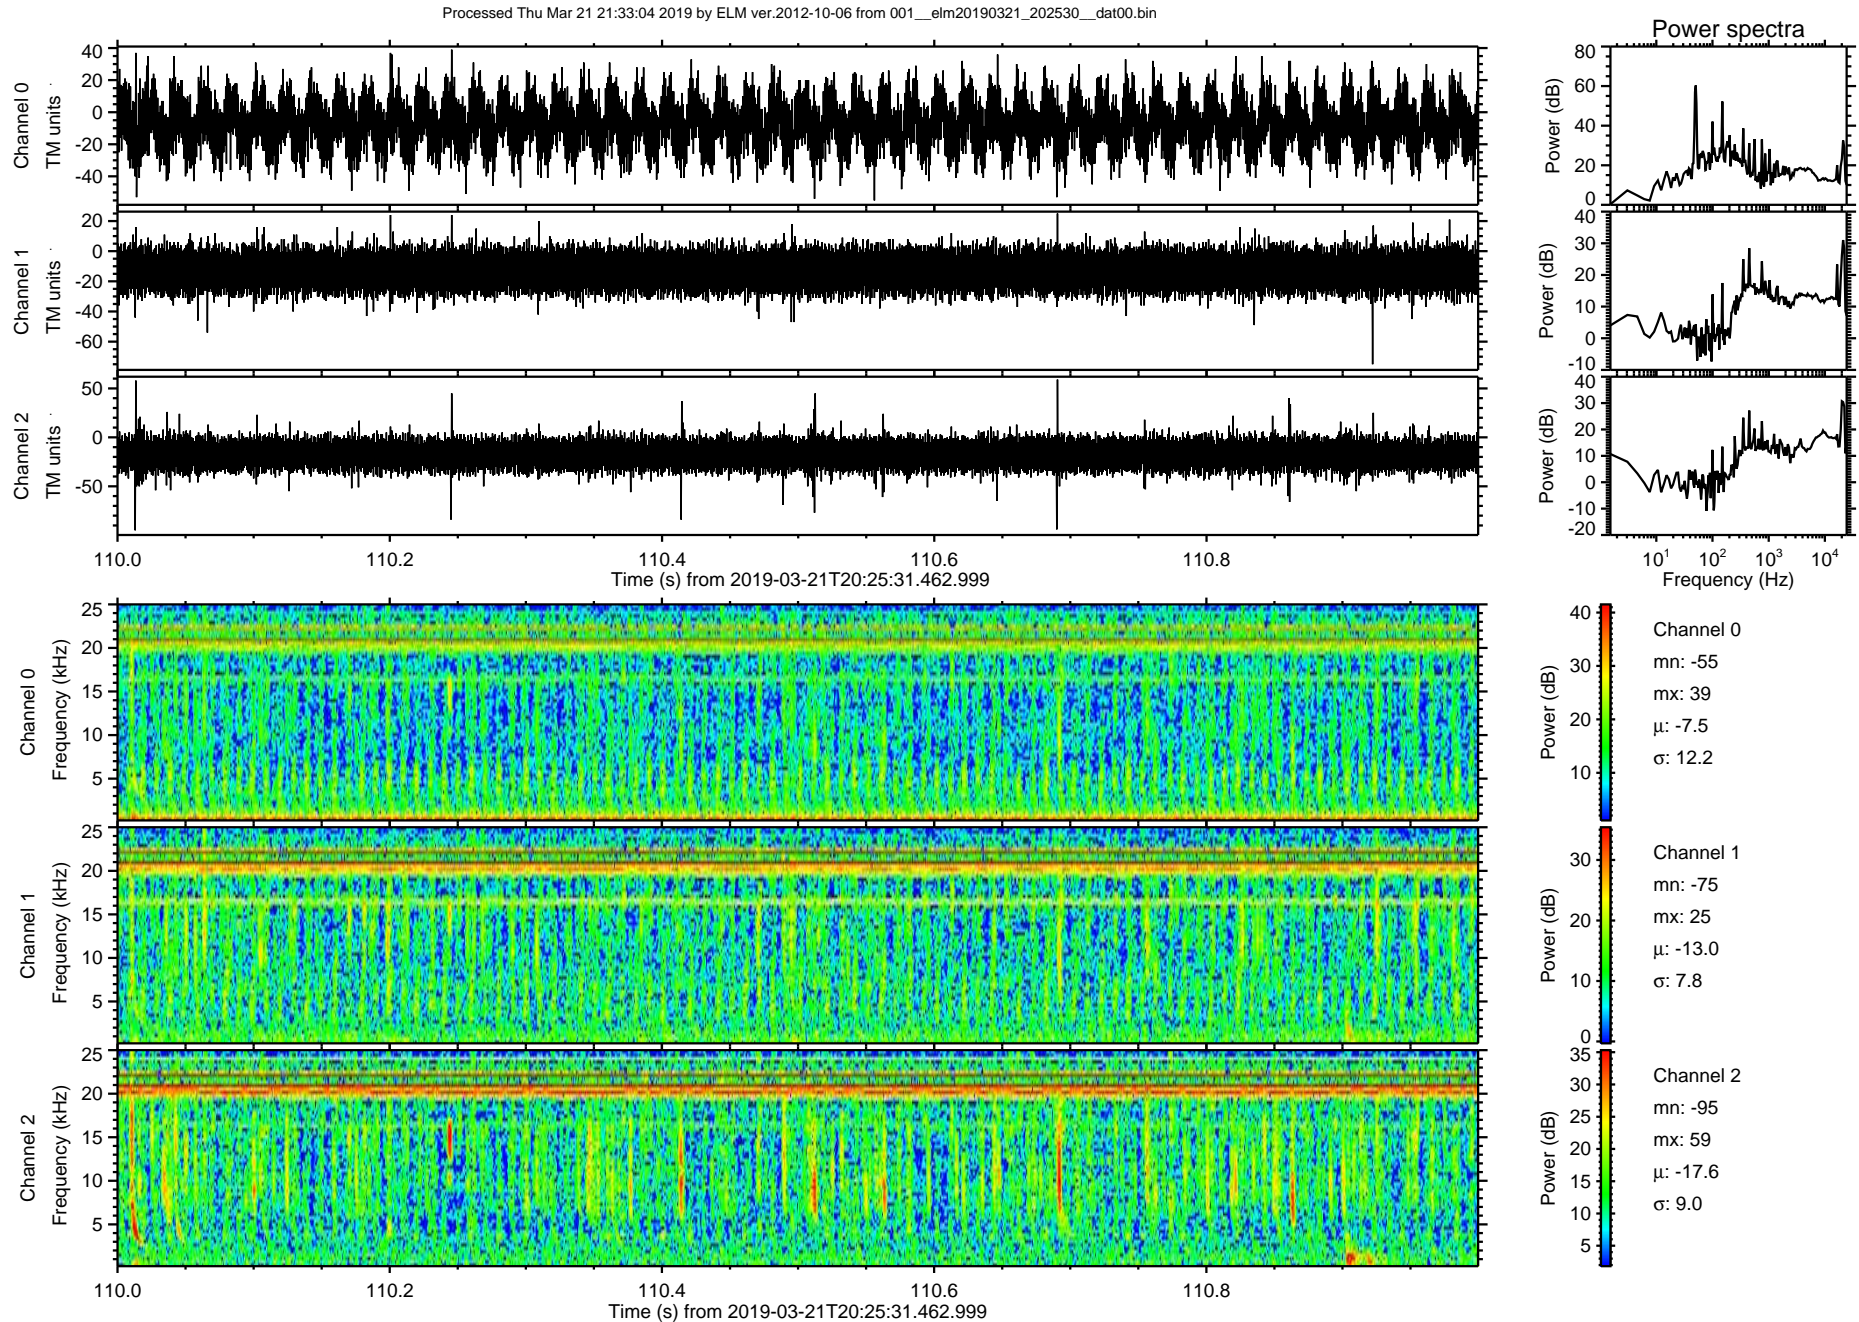 Processed Thu Mar 21 21:33:04 2019 by ELM ver.2012-10-06 from 001__elm20190321_202530__dat00.bin
Power spectra
Channel 0
TM units
40
20
0
-20
-40
Power (dB)
80
60
40
20
0
Channel 1
TM units
20
0
-20
-40
-60
Power (dB)
40
30
20
10
0
-10
Channel 2
TM units
50
0
-50
Power (dB)
40
30
20
10
0
-10
-20
110.0 110.2 110.4 110.6 110.8
Time (s) from 2019-03-21T20:25:31.462.999
10¹ 10² 10³ 10⁴
Frequency (Hz)
Channel 0
Frequency (kHz)
25
20
15
10
5
Power (dB)
40
30
20
10
Channel 0
mn: -55
mx: 39
μ: -7.5
σ: 12.2
Channel 1
Frequency (kHz)
25
20
15
10
5
Power (dB)
30
20
10
0
Channel 1
mn: -75
mx: 25
μ: -13.0
σ: 7.8
Channel 2
Frequency (kHz)
25
20
15
10
5
Power (dB)
35
30
25
20
15
10
5
Channel 2
mn: -95
mx: 59
μ: -17.6
σ: 9.0
110.0 110.2 110.4 110.6 110.8
Time (s) from 2019-03-21T20:25:31.462.999